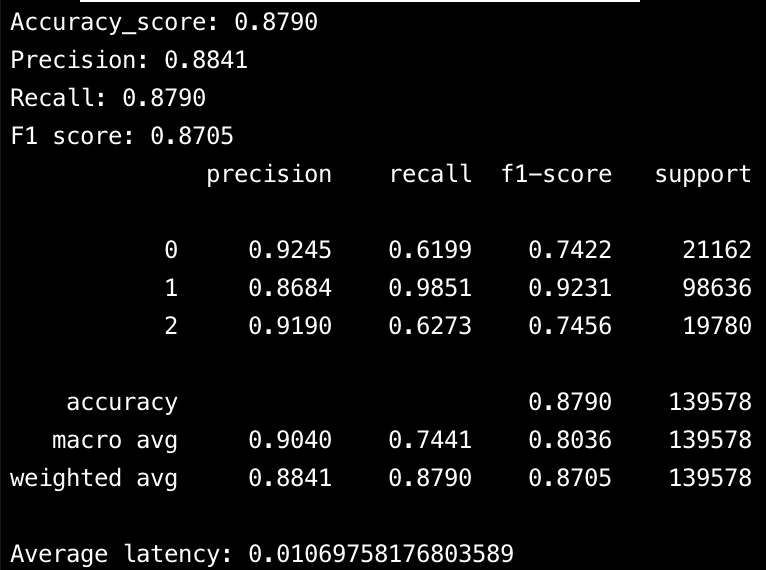 Accuracy_score: 0.8790
Precision: 0.8841
Recall: 0.8790
F1 score: 0.8705
precision recall f1-score support
0 0.9245 0.6199 0.7422 21162
1 0.8684 0.9851 0.9231 98636
2 0.9190 0.6273 0.7456 19780
accuracy 0.8790 139578
macro avg 0.9040 0.7441 0.8036 139578
weighted avg 0.8841 0.8790 0.8705 139578
Average latency: 0.01069758176803589